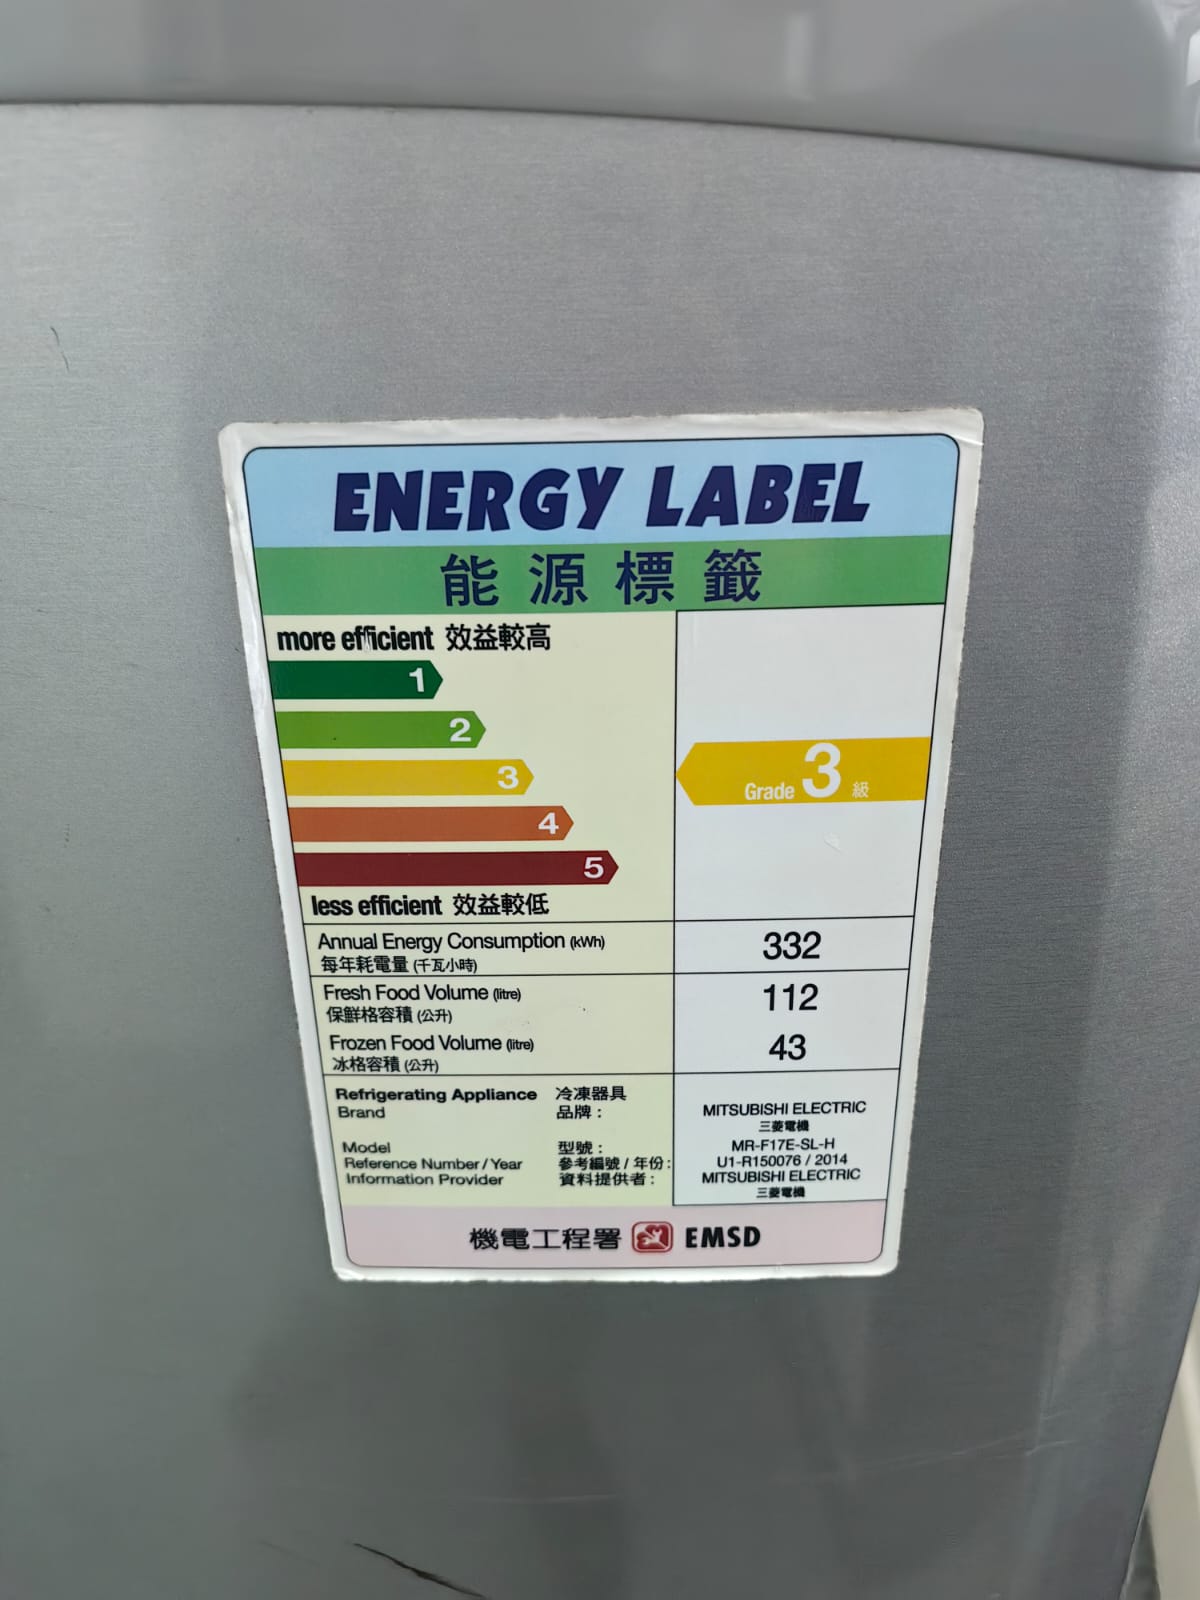 ENERGY LABEL
能源標籤
more efficient 效益較高
1
2
3
4
5
less efficient 效益較低
Grade 3 級
Annual Energy Consumption (kWh) 332
每年耗電量 (千瓦小時)
Fresh Food Volume (litre) 112
保鮮格容積 (公升)
Frozen Food Volume (litre) 43
冰格容積 (公升)
Refrigerating Appliance 冷凍器具
Brand 品牌： MITSUBISHI ELECTRIC
三菱電機
Model 型號： MR-F17E-SL-H
Reference Number / Year 參考編號 / 年份： U1-R150076 / 2014
Information Provider 資料提供者： MITSUBISHI ELECTRIC
三菱電機
機電工程署 EMSD